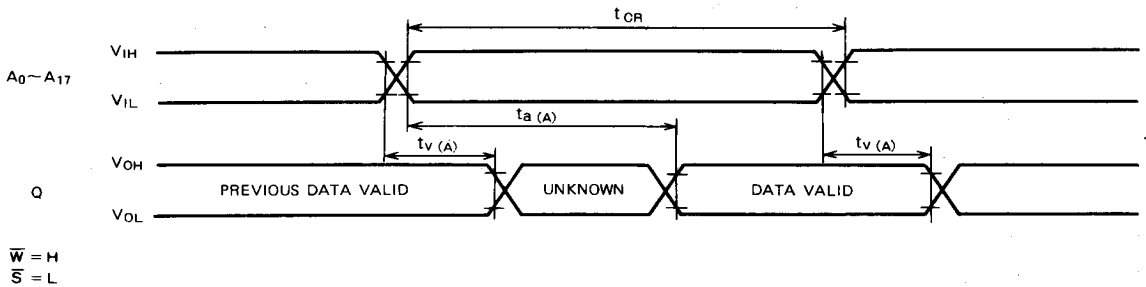 tCR
VIH
A0~A17
VIL
ta (A)
tv (A) tv (A)
VOH
Q PREVIOUS DATA VALID UNKNOWN DATA VALID
VOL
W̅ = H
S̅ = L